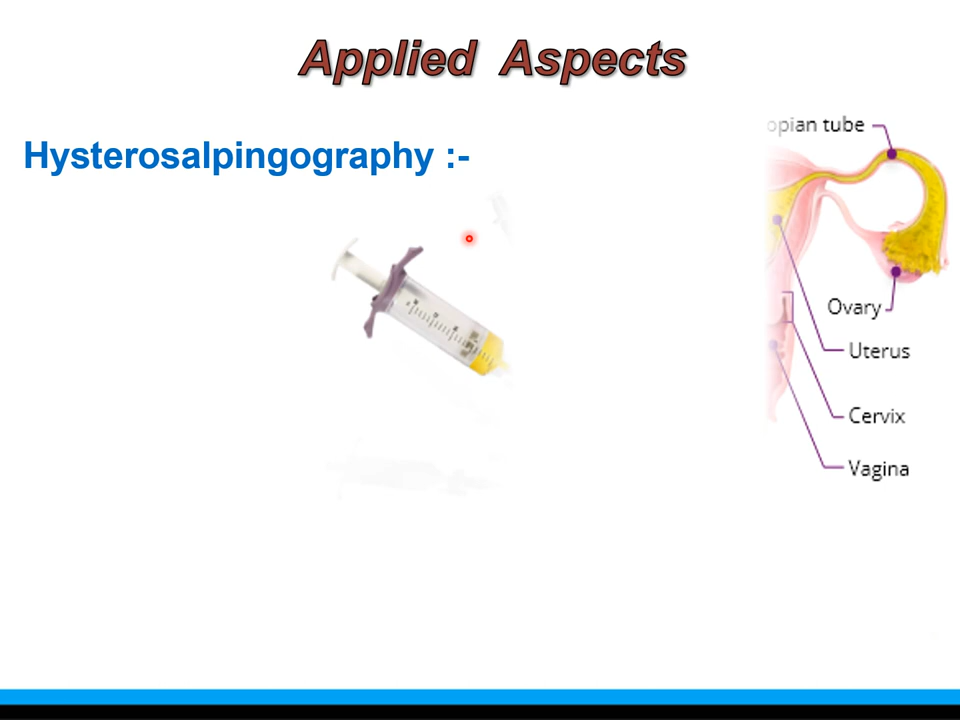 Applied Aspects
Hysterosalpingography :-
opian tube
Ovary
Uterus
Cervix
Vagina